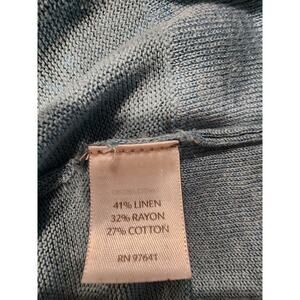 41% LINEN
32% RAYON
27% COTTON
RN 97641